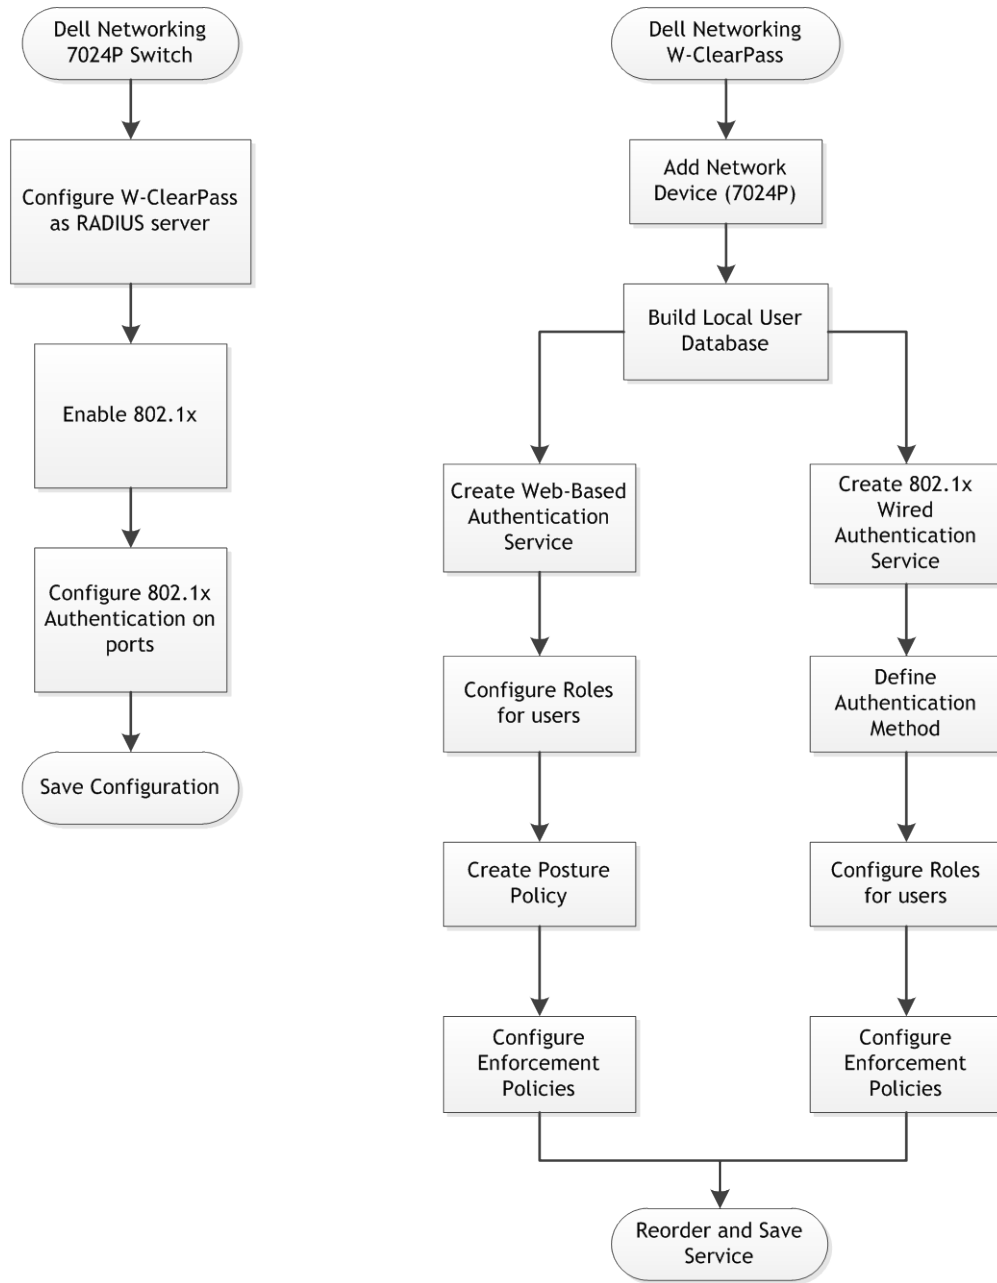 Dell Networking
7024P Switch
Configure W-ClearPass
as RADIUS server
Enable 802.1x
Configure 802.1x
Authentication on
ports
Save Configuration
Dell Networking
W-ClearPass
Add Network
Device (7024P)
Build Local User
Database
Create Web-Based
Authentication
Service
Configure Roles
for users
Create Posture
Policy
Configure
Enforcement
Policies
Create 802.1x
Wired
Authentication
Service
Define
Authentication
Method
Configure Roles
for users
Configure
Enforcement
Policies
Reorder and Save
Service